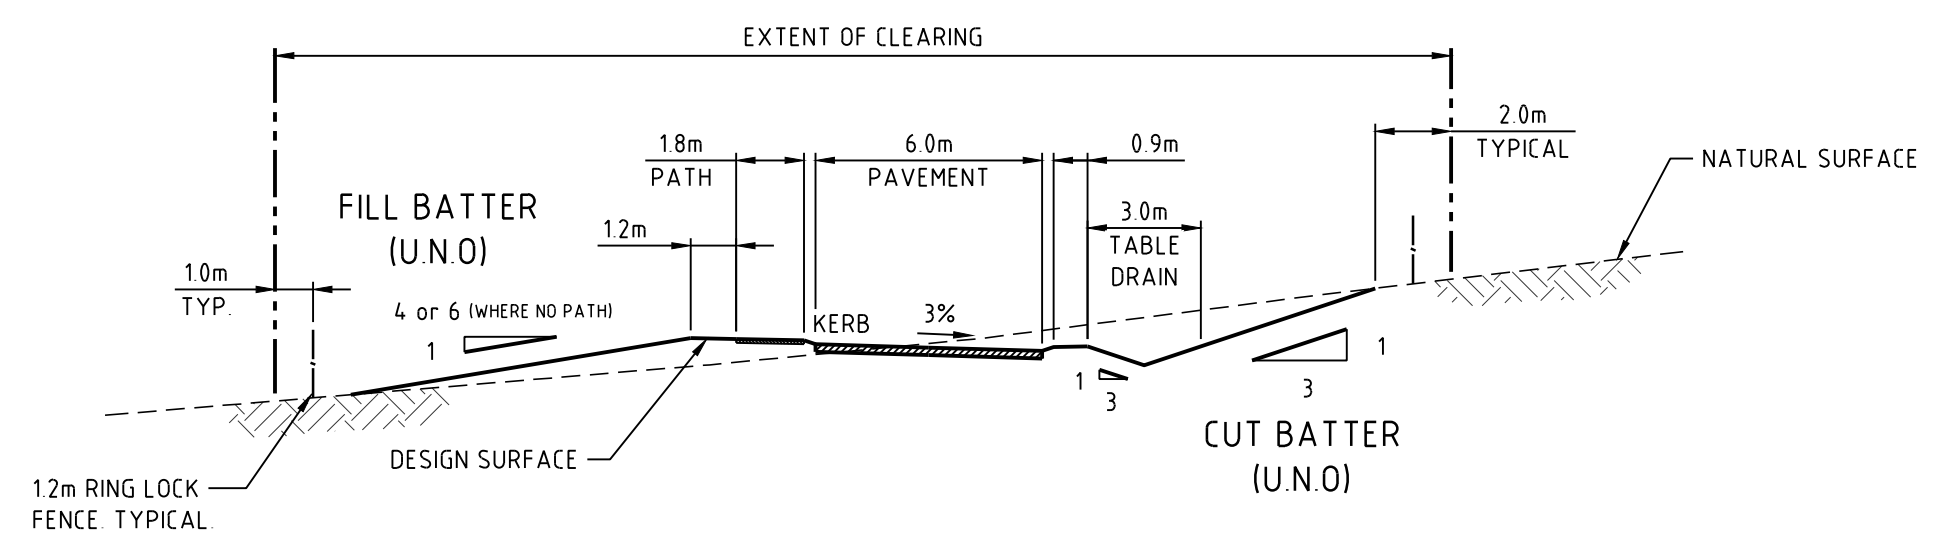 EXTENT OF CLEARING
2.0m
TYPICAL
1.8m
PATH
6.0m
PAVEMENT
0.9m
NATURAL SURFACE
FILL BATTER
(U.N.O)
1.2m
3.0m
TABLE
DRAIN
1.0m
TYP.
4 or 6 (WHERE NO PATH)
1
KERB
3%
1
3
1
3
CUT BATTER
(U.N.O)
DESIGN SURFACE
1.2m RING LOCK
FENCE. TYPICAL.